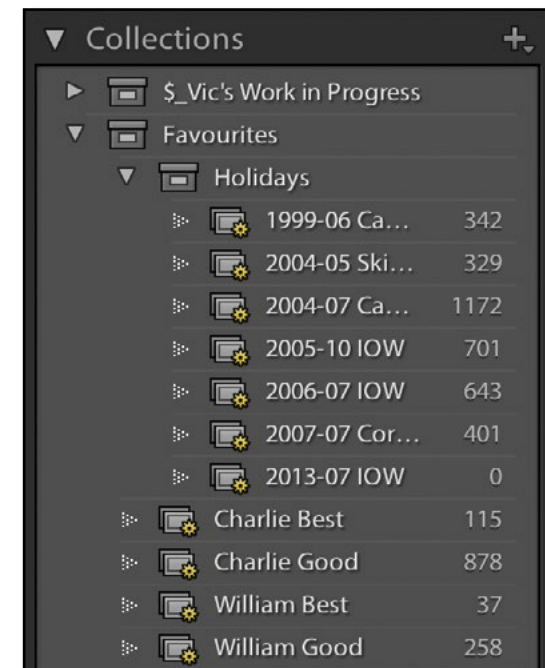 Collections
$_Vic's Work in Progress
Favourites
Holidays
1999-06 Ca... 342
2004-05 Ski... 329
2004-07 Ca... 1172
2005-10 IOW 701
2006-07 IOW 643
2007-07 Cor... 401
2013-07 IOW 0
Charlie Best 115
Charlie Good 878
William Best 37
William Good 258